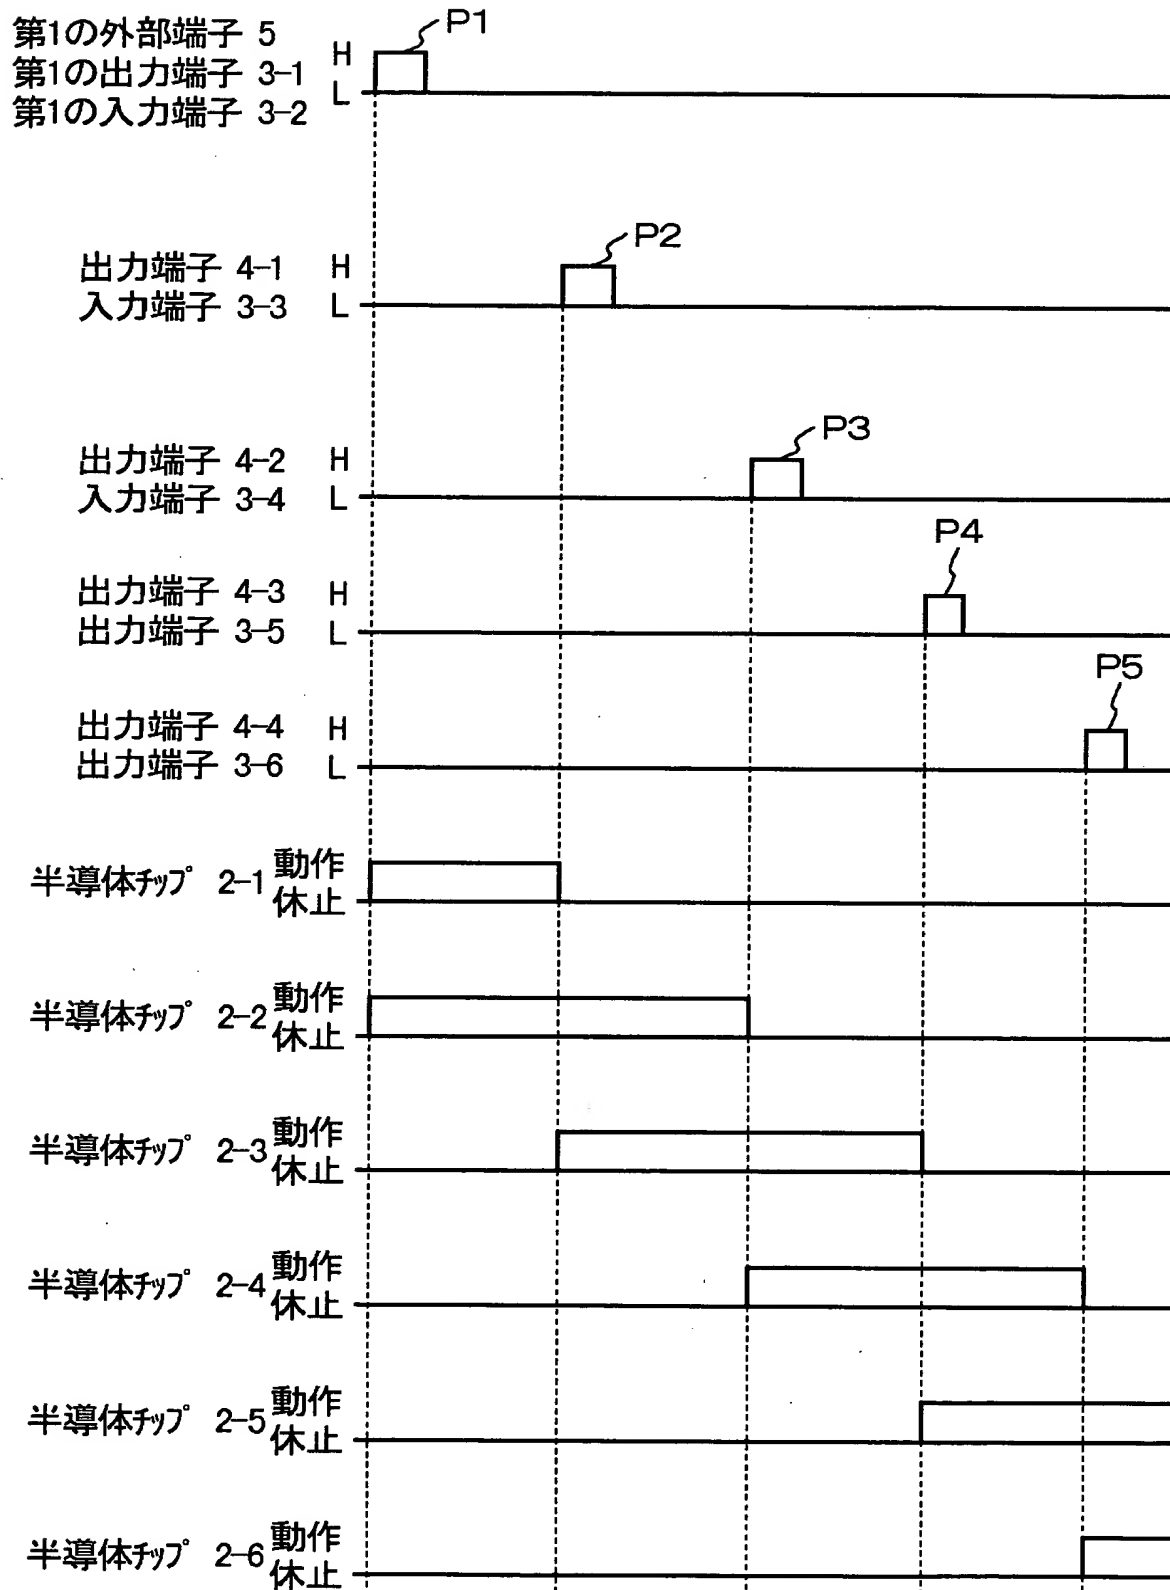 第1の外部端子 5
第1の出力端子 3-1
第1の入力端子 3-2
H
L
P1
出力端子 4-1 H
入力端子 3-3 L
P2
出力端子 4-2 H
入力端子 3-4 L
P3
出力端子 4-3 H
出力端子 3-5 L
P4
出力端子 4-4 H
出力端子 3-6 L
P5
半導体ﾁｯﾌﾟ 2-1
動作
休止
半導体ﾁｯﾌﾟ 2-2
動作
休止
半導体ﾁｯﾌﾟ 2-3
動作
休止
半導体ﾁｯﾌﾟ 2-4
動作
休止
半導体ﾁｯﾌﾟ 2-5
動作
休止
半導体ﾁｯﾌﾟ 2-6
動作
休止